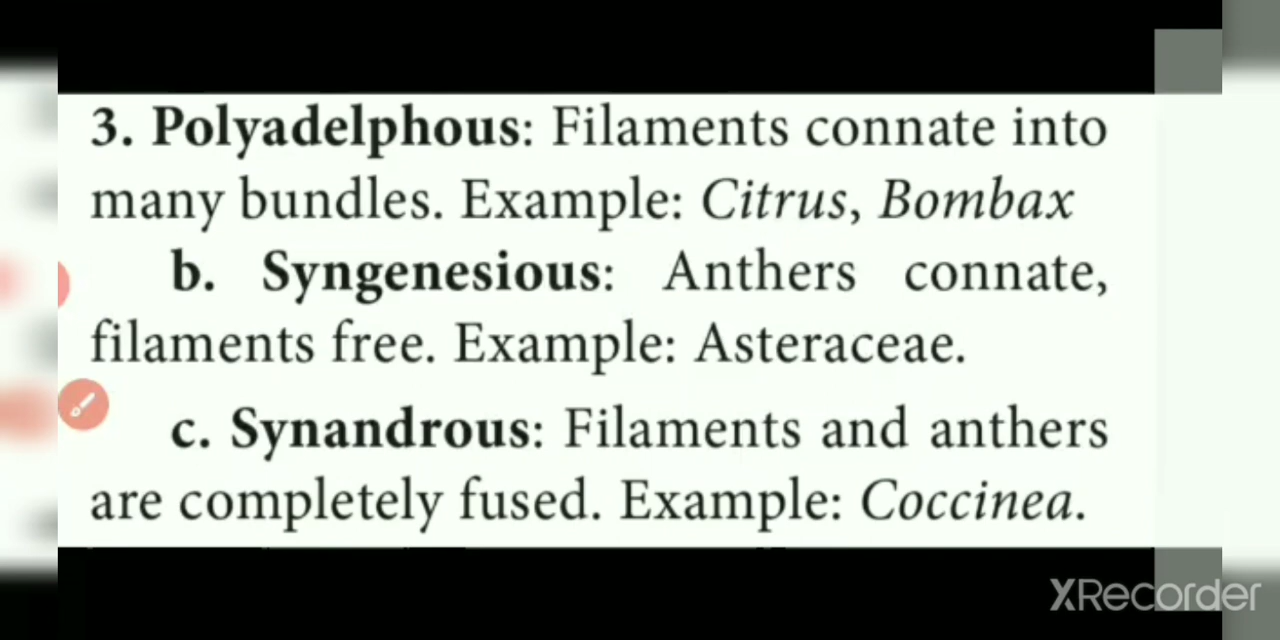 3. Polyadelphous: Filaments connate into
many bundles. Example: Citrus, Bombax
b. Syngenesious: Anthers connate,
filaments free. Example: Asteraceae.
c. Synandrous: Filaments and anthers
are completely fused. Example: Coccinea.
XRecorder